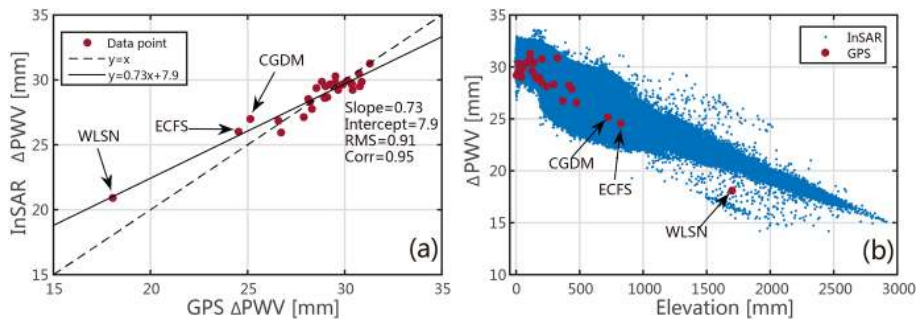 35
30
25
20
15
InSAR ΔPWV [mm]
Data point
y=x
y=0.73x+7.9
CGDM
ECFS
WLSN
Slope=0.73
Intercept=7.9
RMS=0.91
Corr=0.95
(a)
15 20 25 30 35
GPS ΔPWV [mm]
35
30
25
20
15
ΔPWV [mm]
InSAR
GPS
CGDM
ECFS
WLSN
(b)
0 500 1000 1500 2000 2500 3000
Elevation [mm]